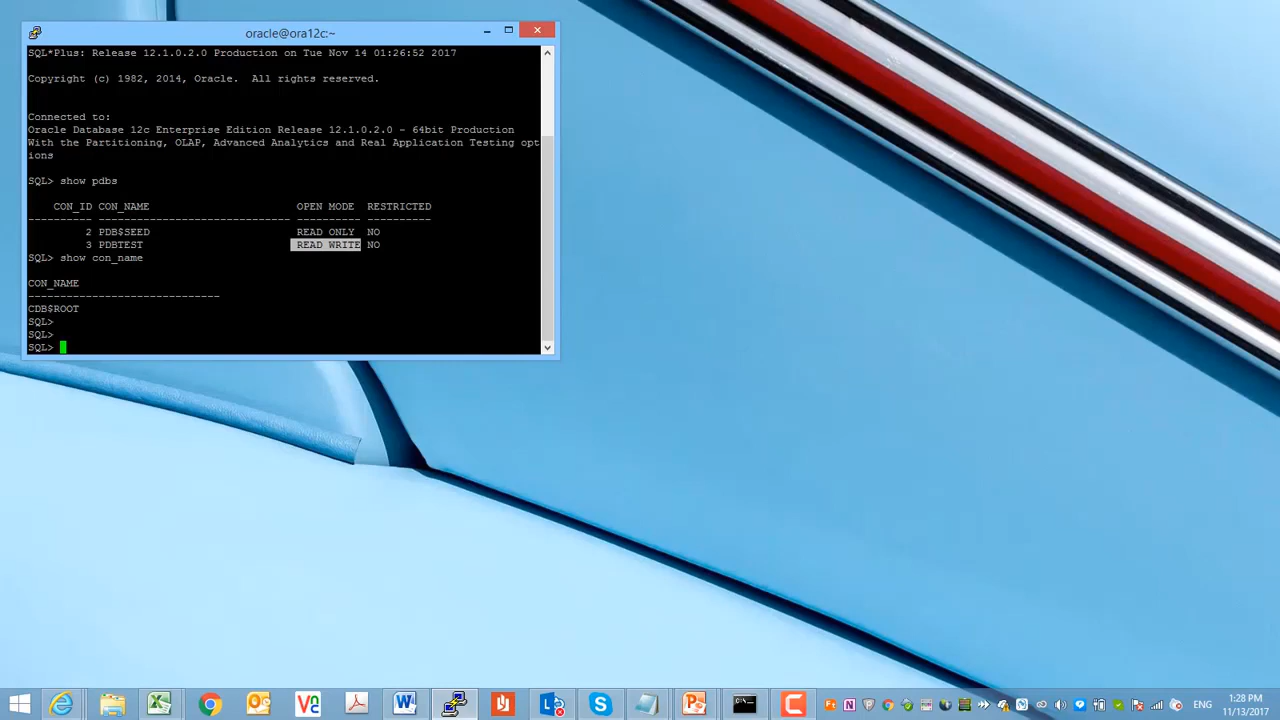 oracle@ora12c:~
SQL*Plus: Release 12.1.0.2.0 Production on Tue Nov 14 01:26:52 2017
Copyright (c) 1982, 2014, Oracle.  All rights reserved.
Connected to:
Oracle Database 12c Enterprise Edition Release 12.1.0.2.0 - 64bit Production
With the Partitioning, OLAP, Advanced Analytics and Real Application Testing opt
ions
SQL> show pdbs
CON_ID CON_NAME                       OPEN MODE  RESTRICTED
---------- ------------------------------ ---------- ----------
2 PDB$SEED                       READ ONLY  NO
3 PDBTEST                        READ WRITE NO
SQL> show con_name
CON_NAME
------------------------------
CDB$ROOT
SQL>
SQL>
SQL>
ENG
1:28 PM
11/13/2017